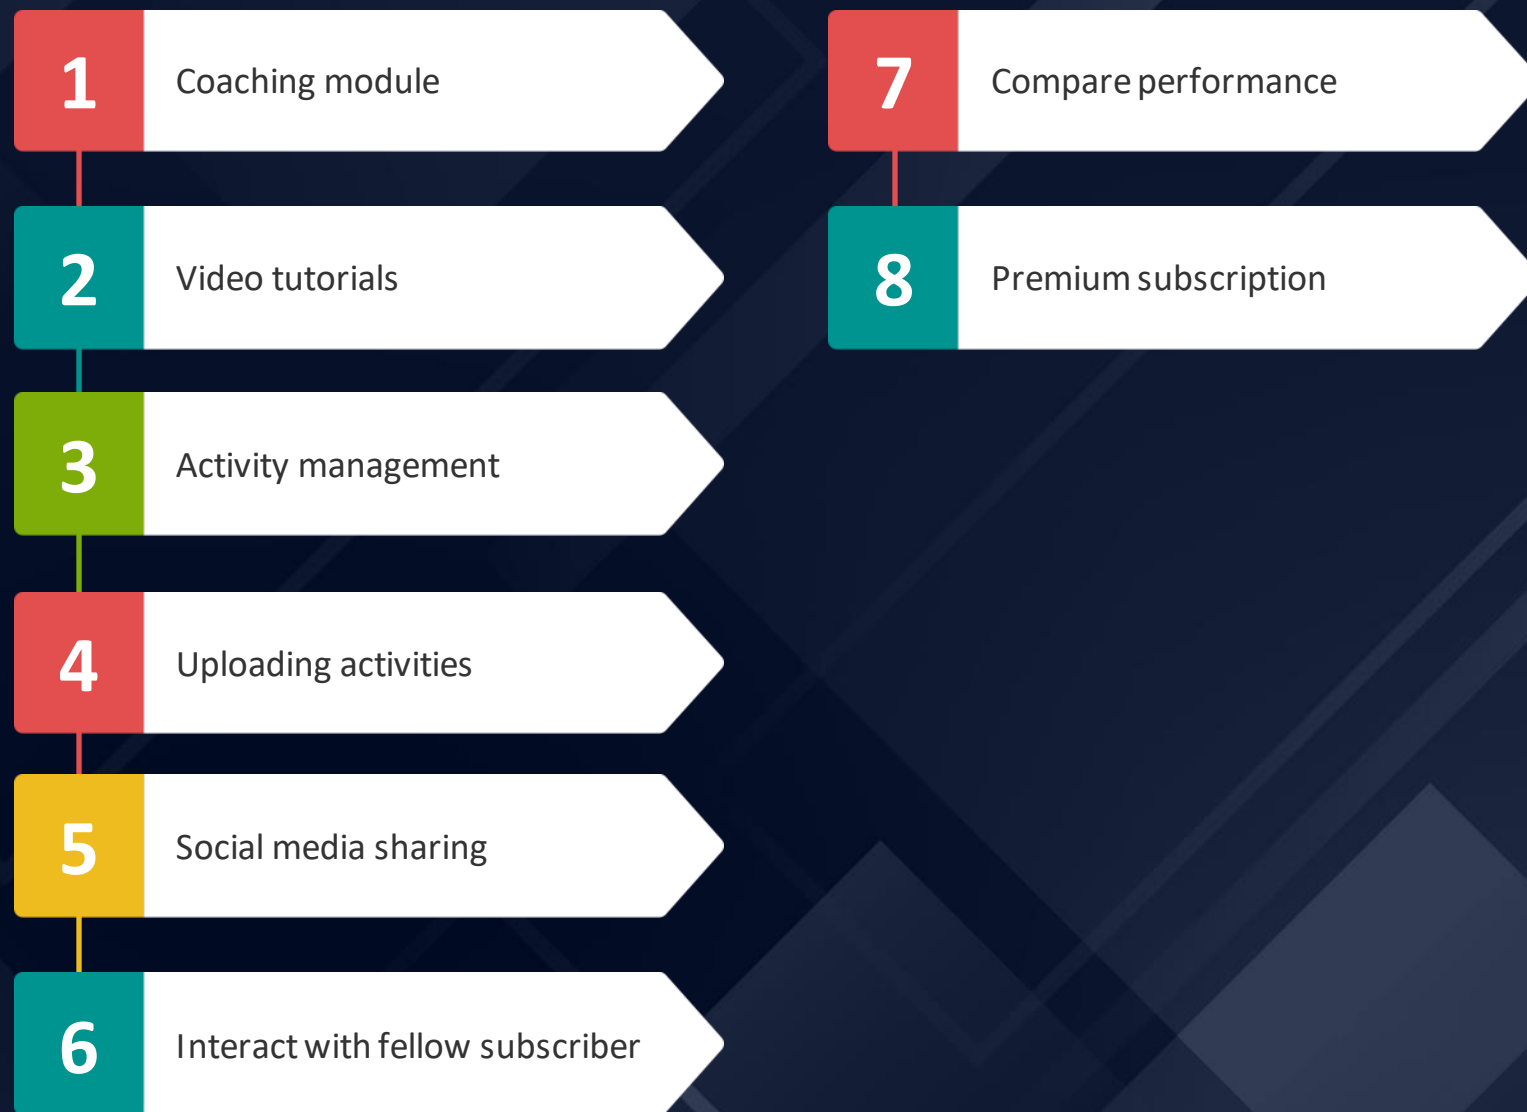 1
Coaching module
2
Video tutorials
3
Activity management
4
Uploading activities
5
Social media sharing
6
Interact with fellow subscriber
7
Compare performance
8
Premium subscription